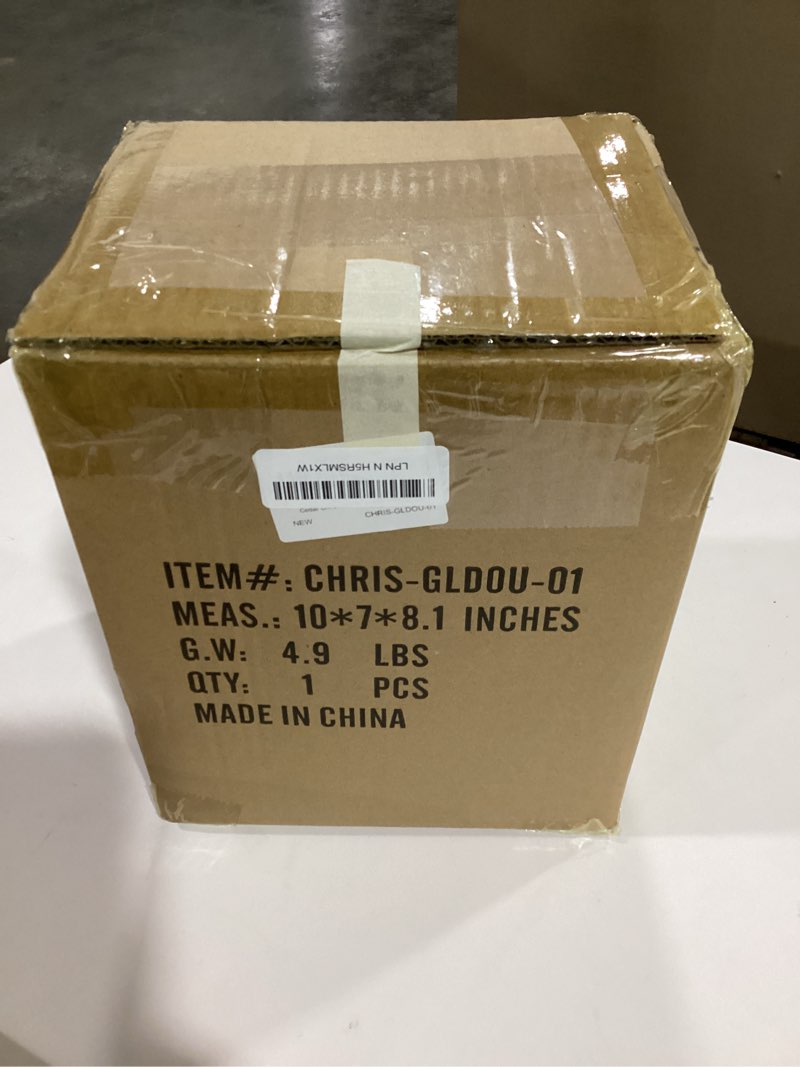 LPN N H5RSMLX1W
NEW CHRIS-GLDOU-01
ITEM#: CHRIS-GLDOU-01
MEAS.: 10*7*8.1 INCHES
G.W: 4.9 LBS
QTY: 1 PCS
MADE IN CHINA